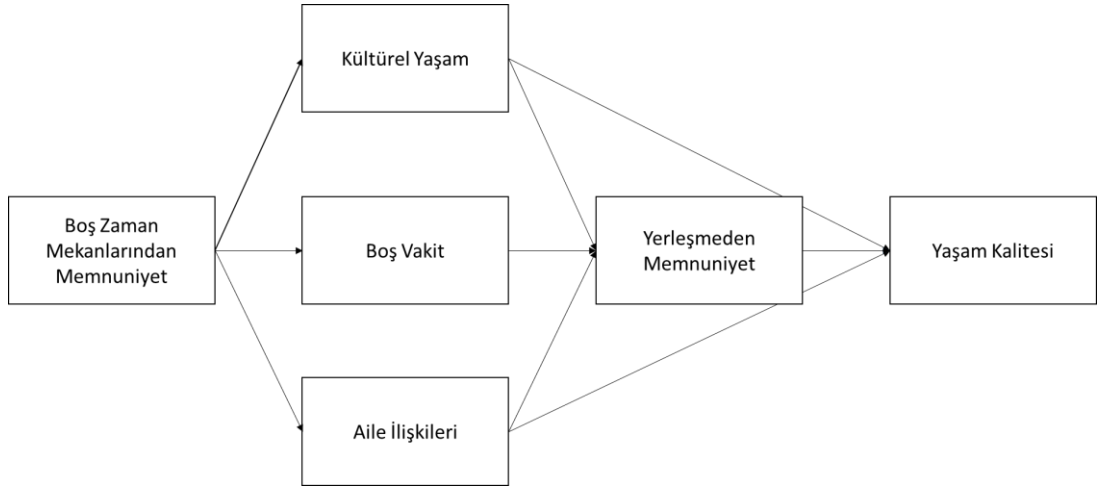 Kültürel Yaşam
Boş Zaman
Mekanlarından
Memnuniyet
Boş Vakit
Yerleşmeden
Memnuniyet
Yaşam Kalitesi
Aile İlişkileri